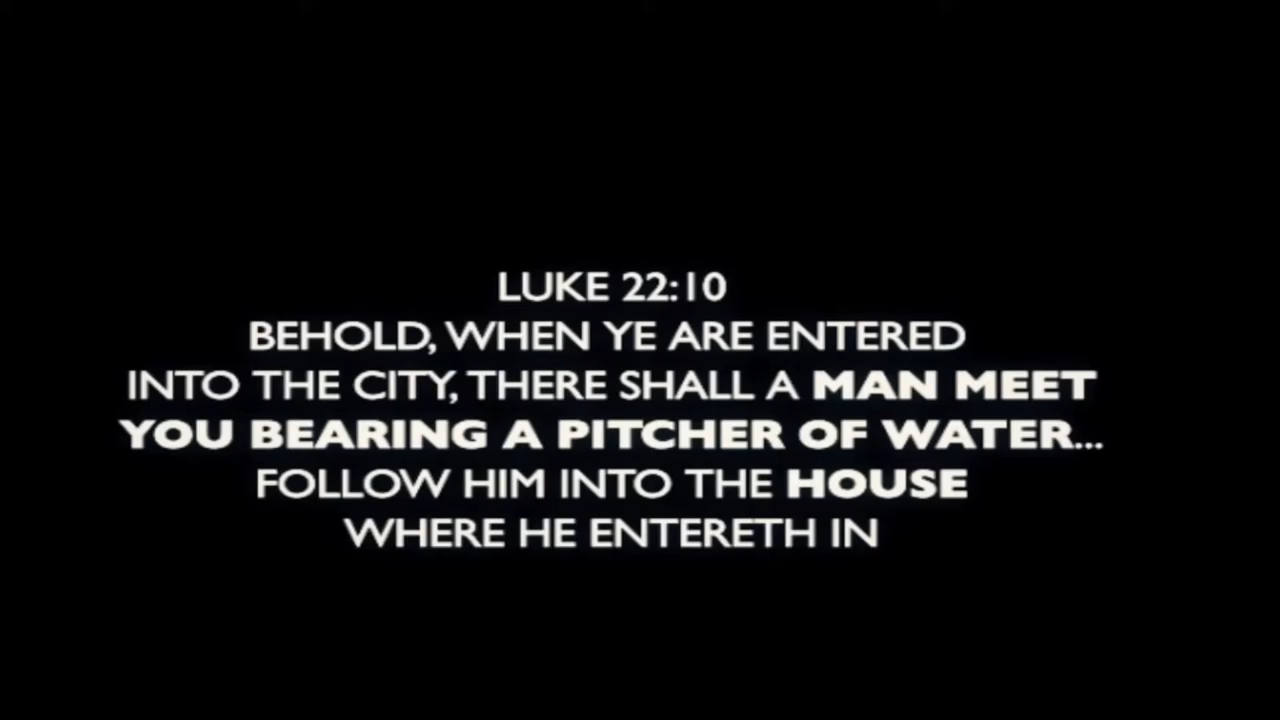 LUKE 22:10
BEHOLD, WHEN YE ARE ENTERED
INTO THE CITY, THERE SHALL A MAN MEET
YOU BEARING A PITCHER OF WATER...
FOLLOW HIM INTO THE HOUSE
WHERE HE ENTERETH IN